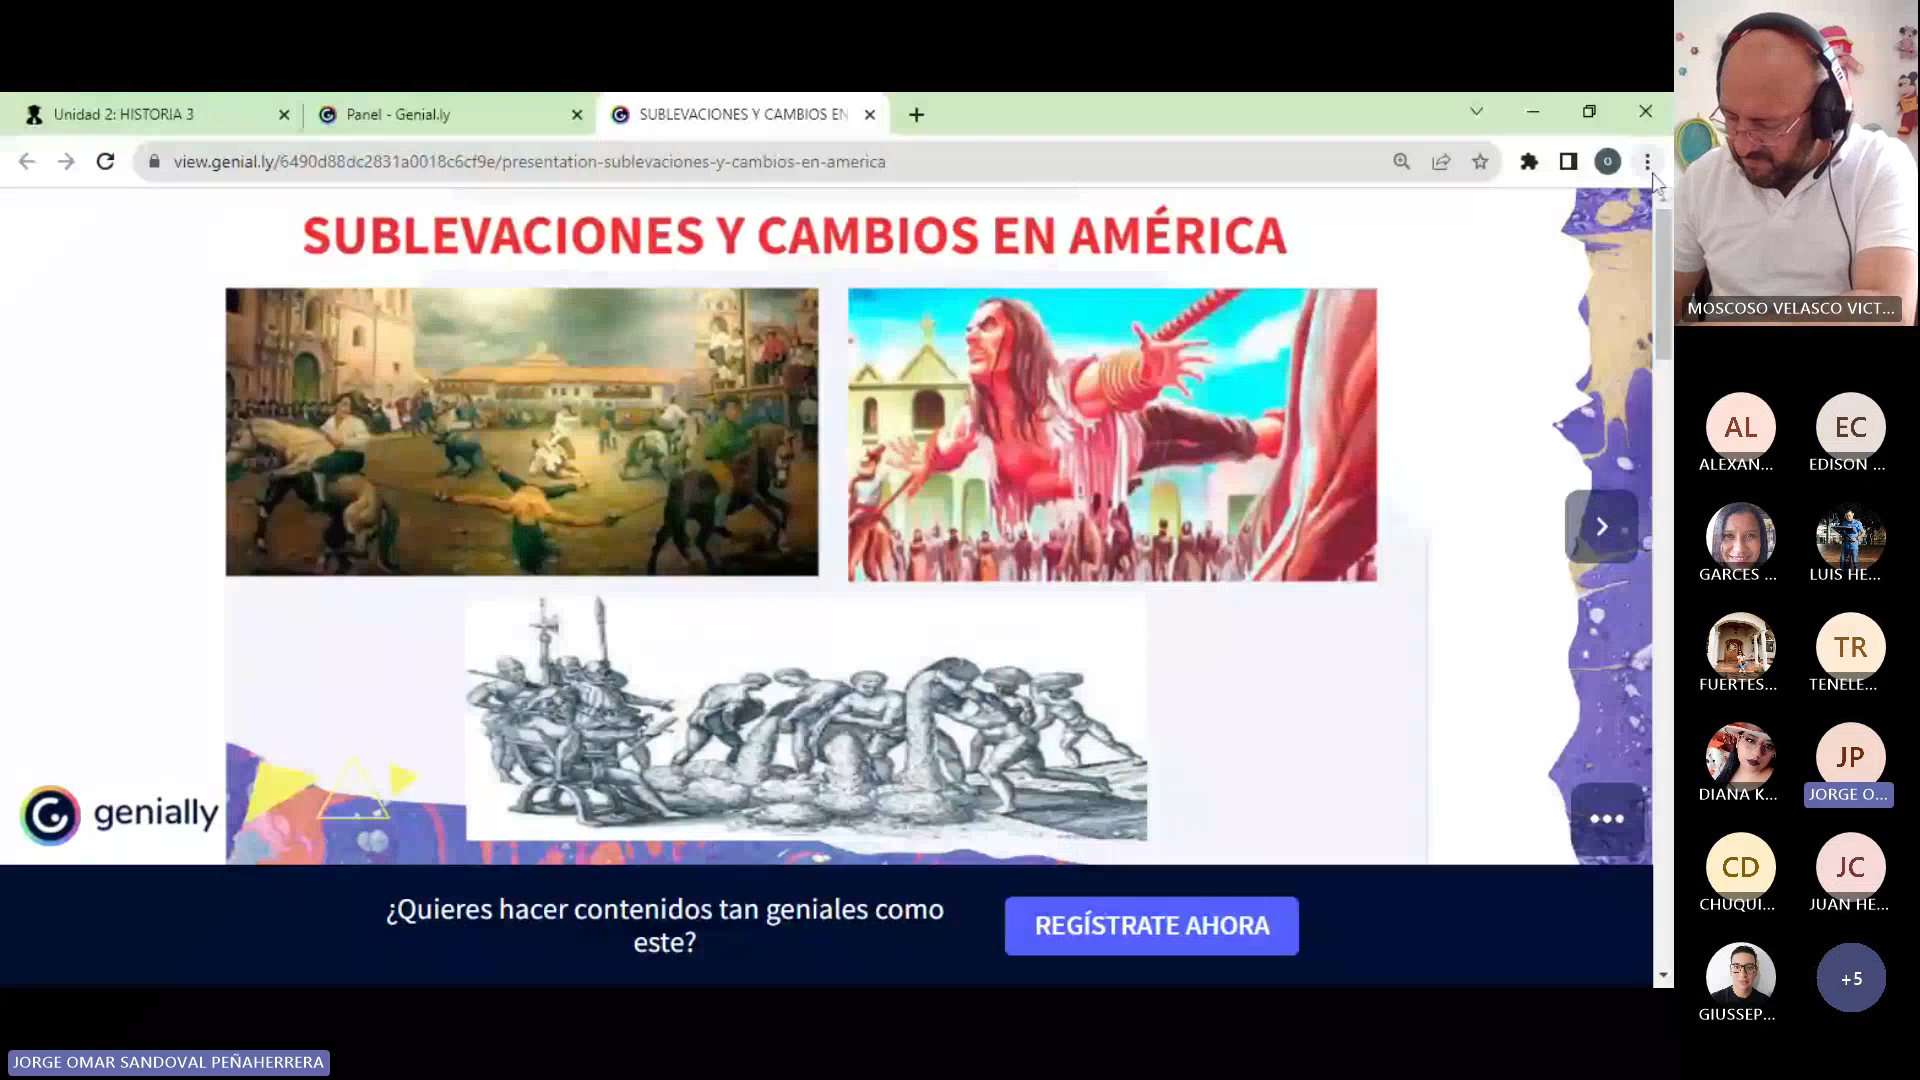 Unidad 2: HISTORIA 3
Panel - Genial.ly
SUBLEVACIONES Y CAMBIOS EN
view.genial.ly/6490d88dc2831a0018c6cf9e/presentation-sublevaciones-y-cambios-en-america
O
SUBLEVACIONES Y CAMBIOS EN AMÉRICA
genially
¿Quieres hacer contenidos tan geniales como
este?
REGÍSTRATE AHORA
JORGE OMAR SANDOVAL PEÑAHERRERA
MOSCOSO VELASCO VICT...
AL
EC
ALEXAN...
EDISON ...
GARCES ...
LUIS HE...
TR
FUERTES...
TENELE...
JP
DIANA K...
JORGE O...
CD
JC
CHUQUI...
JUAN HE...
+5
GIUSSEP...